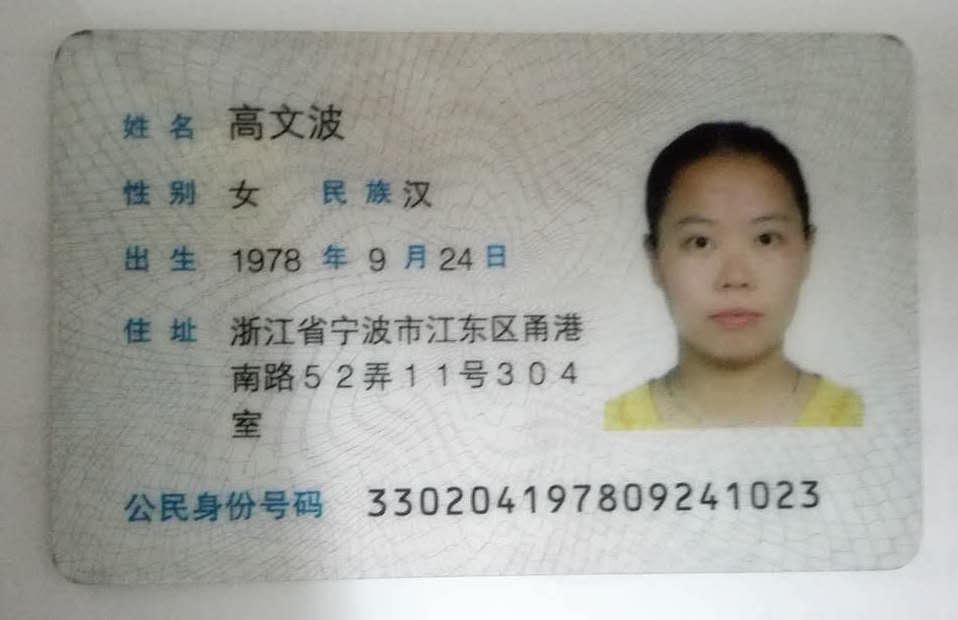 姓名 高文波
性别 女 民族 汉
出生 1978 年 9 月 24 日
住址 浙江省宁波市江东区甬港
南路52弄11号304
室
公民身份号码 330204197809241023